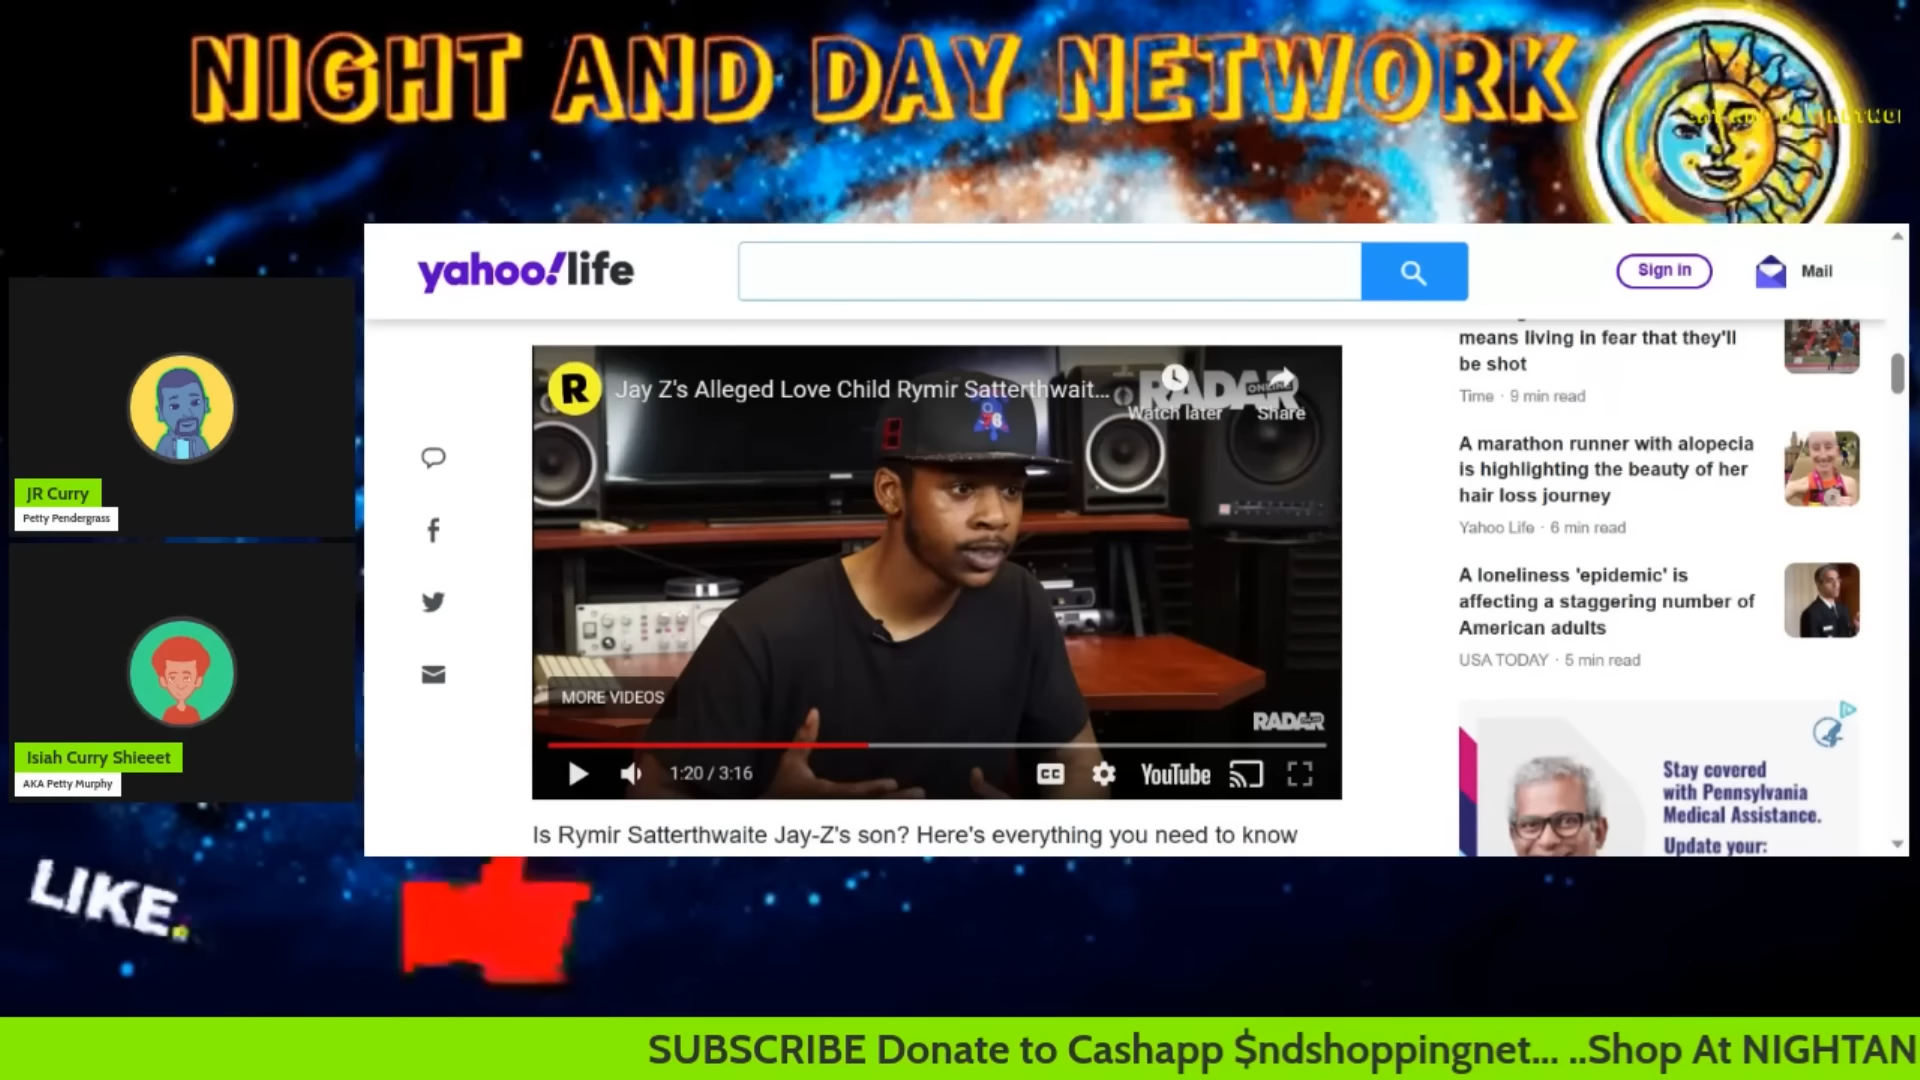 NIGHT AND DAY NETWORK
yahoo!life
Sign in
Mail
JR Curry
Petty Pendergrass
Isiah Curry Shieeet
AKA Petty Murphy
R
Jay Z's Alleged Love Child Rymir Satterthwait...
RADAR
ONLINE
Watch later
Share
MORE VIDEOS
RADAR
1:20 / 3:16
CC
YouTube
Is Rymir Satterthwaite Jay-Z's son? Here's everything you need to know
means living in fear that they'll
be shot
Time · 9 min read
A marathon runner with alopecia
is highlighting the beauty of her
hair loss journey
Yahoo Life · 6 min read
A loneliness 'epidemic' is
affecting a staggering number of
American adults
USA TODAY · 5 min read
Stay covered
with Pennsylvania
Medical Assistance.
Update your:
LIKE
SUBSCRIBE Donate to Cashapp $ndshoppingnet... ..Shop At NIGHTAN